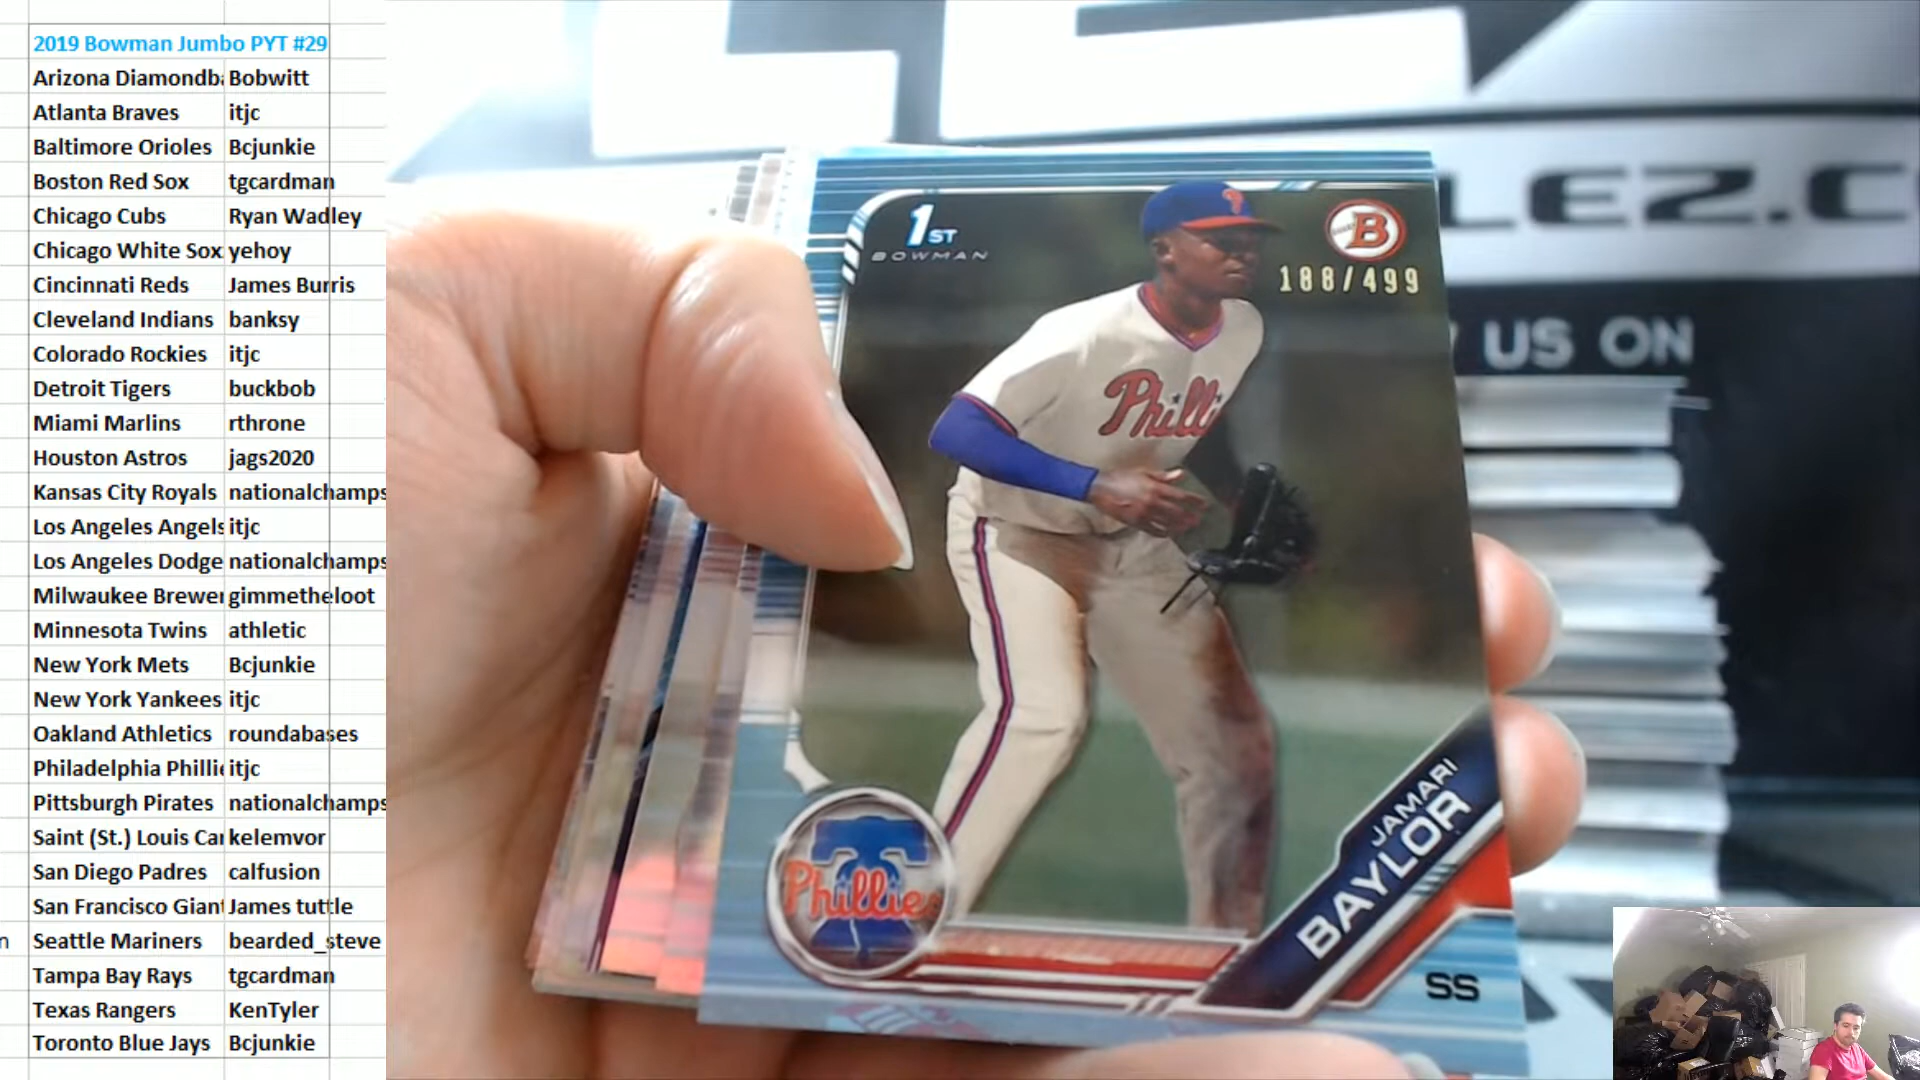 2019 Bowman Jumbo PYT #29
Arizona Diamondba Bobwitt
Atlanta Braves itjc
Baltimore Orioles Bcjunkie
Boston Red Sox tgcardman
Chicago Cubs Ryan Wadley
Chicago White Sox yehoy
Cincinnati Reds James Burris
Cleveland Indians banksy
Colorado Rockies itjc
Detroit Tigers buckbob
Miami Marlins rthrone
Houston Astros jags2020
Kansas City Royals nationalchamps
Los Angeles Angels itjc
Los Angeles Dodge nationalchamps
Milwaukee Brewer gimmetheloot
Minnesota Twins athletic
New York Mets Bcjunkie
New York Yankees itjc
Oakland Athletics roundabases
Philadelphia Phillie itjc
Pittsburgh Pirates nationalchamps
Saint (St.) Louis Car kelemvor
San Diego Padres calfusion
San Francisco Giant James tuttle
n Seattle Mariners bearded_steve
Tampa Bay Rays tgcardman
Texas Rangers KenTyler
Toronto Blue Jays Bcjunkie
1ST
BOWMAN
B
188/499
Philli
Phillies
JAMARI
BAYLOR
SS
LEZ.C
US ON